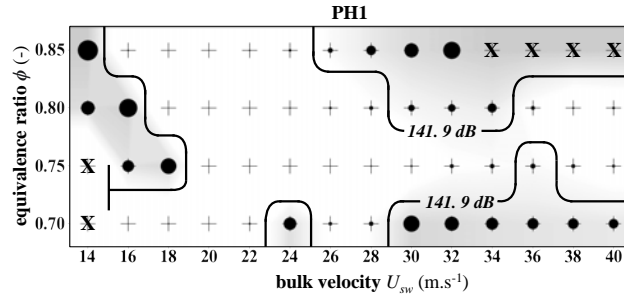 PH1
equivalence ratio ϕ (-)
0.85
X X X X
0.80
141. 9 dB
0.75
X
141. 9 dB
0.70
X
14 16 18 20 22 24 26 28 30 32 34 36 38 40
bulk velocity Usw (m.s-1)